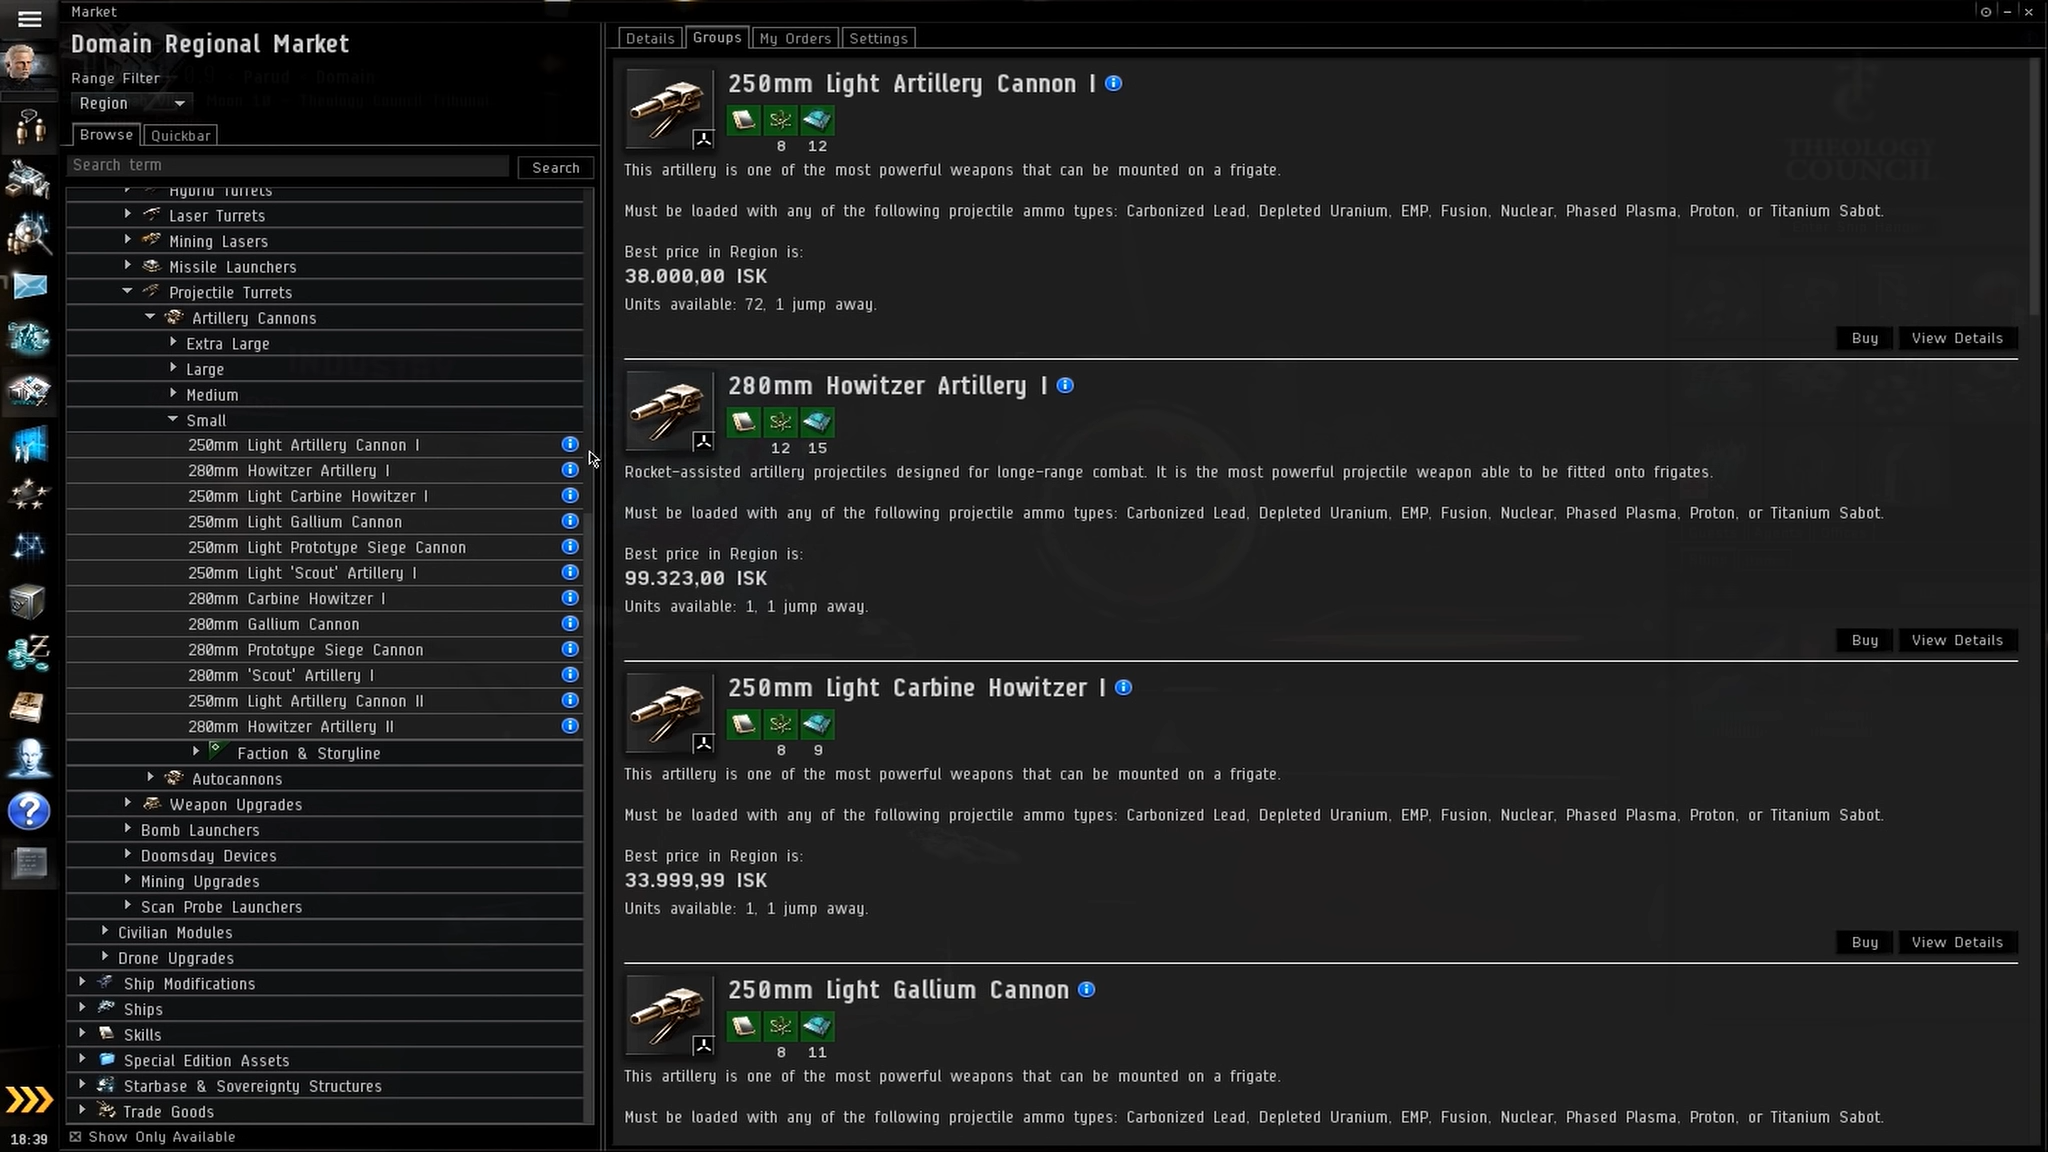 Market
Domain Regional Market
Range Filter
Region
Browse
Quickbar
Search term
Search
Hybrid Turrets
Laser Turrets
Mining Lasers
Missile Launchers
Projectile Turrets
Artillery Cannons
Extra Large
Large
Medium
Small
250mm Light Artillery Cannon I
280mm Howitzer Artillery I
250mm Light Carbine Howitzer I
250mm Light Gallium Cannon
250mm Light Prototype Siege Cannon
250mm Light 'Scout' Artillery I
280mm Carbine Howitzer I
280mm Gallium Cannon
280mm Prototype Siege Cannon
280mm 'Scout' Artillery I
250mm Light Artillery Cannon II
280mm Howitzer Artillery II
Faction & Storyline
Autocannons
Weapon Upgrades
Bomb Launchers
Doomsday Devices
Mining Upgrades
Scan Probe Launchers
Civilian Modules
Drone Upgrades
Ship Modifications
Ships
Skills
Special Edition Assets
Starbase & Sovereignty Structures
Trade Goods
Show Only Available
18:39
Details
Groups
My Orders
Settings
250mm Light Artillery Cannon I
8 12
This artillery is one of the most powerful weapons that can be mounted on a frigate.
Must be loaded with any of the following projectile ammo types: Carbonized Lead, Depleted Uranium, EMP, Fusion, Nuclear, Phased Plasma, Proton, or Titanium Sabot.
Best price in Region is:
38.000,00 ISK
Units available: 72, 1 jump away.
Buy View Details
280mm Howitzer Artillery I
12 15
Rocket-assisted artillery projectiles designed for longe-range combat. It is the most powerful projectile weapon able to be fitted onto frigates.
Must be loaded with any of the following projectile ammo types: Carbonized Lead, Depleted Uranium, EMP, Fusion, Nuclear, Phased Plasma, Proton, or Titanium Sabot.
Best price in Region is:
99.323,00 ISK
Units available: 1, 1 jump away.
Buy View Details
250mm Light Carbine Howitzer I
8 9
This artillery is one of the most powerful weapons that can be mounted on a frigate.
Must be loaded with any of the following projectile ammo types: Carbonized Lead, Depleted Uranium, EMP, Fusion, Nuclear, Phased Plasma, Proton, or Titanium Sabot.
Best price in Region is:
33.999,99 ISK
Units available: 1, 1 jump away.
Buy View Details
250mm Light Gallium Cannon
8 11
This artillery is one of the most powerful weapons that can be mounted on a frigate.
Must be loaded with any of the following projectile ammo types: Carbonized Lead, Depleted Uranium, EMP, Fusion, Nuclear, Phased Plasma, Proton, or Titanium Sabot.
THEOLOGY
COUNCIL